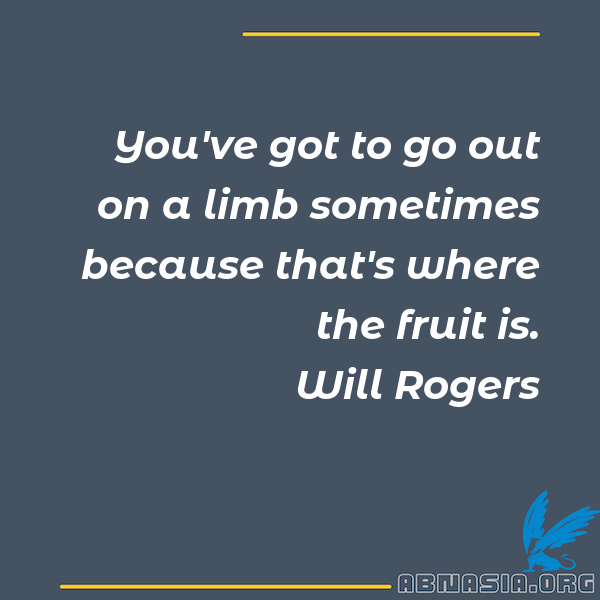 You've got to go out
on a limb sometimes
because that's where
the fruit is.
Will Rogers
ABNASIA.ORG